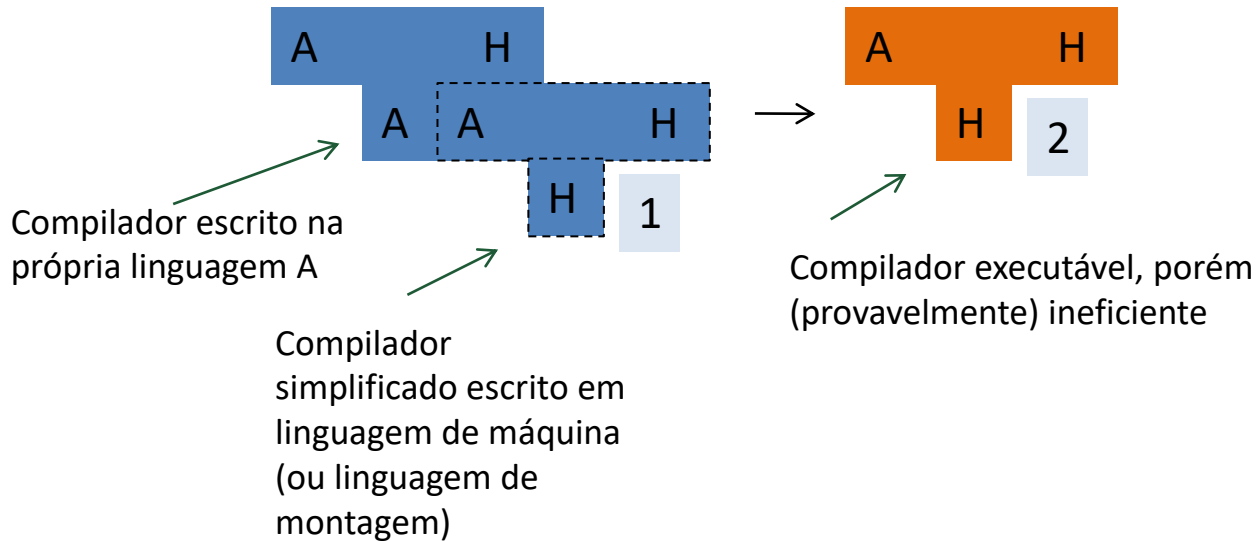 A H
A H
A A H
H
H 2
1
Compilador escrito na
própria linguagem A
Compilador executável, porém
(provavelmente) ineficiente
Compilador
simplificado escrito em
linguagem de máquina
(ou linguagem de
montagem)